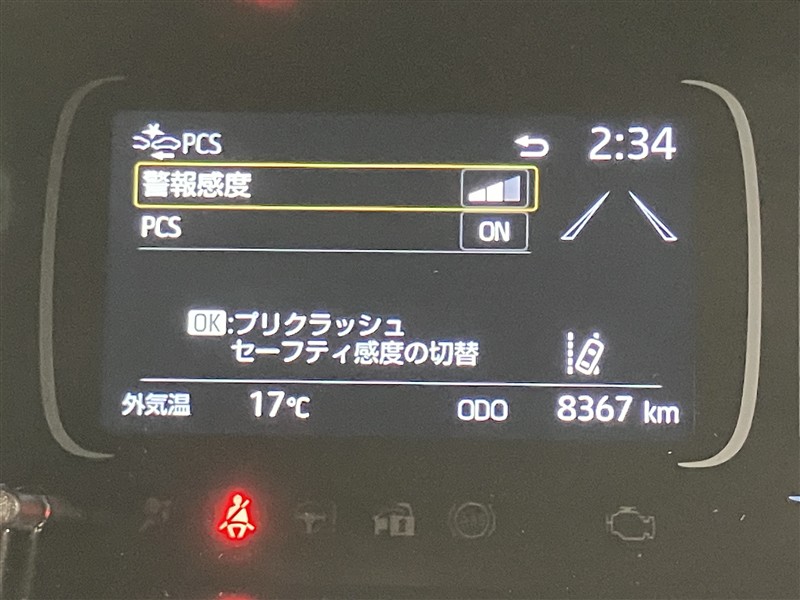 PCS 2:34
警報感度
PCS ON
OK:プリクラッシュ
セーフティ感度の切替
外気温 17℃ ODO 8367 km